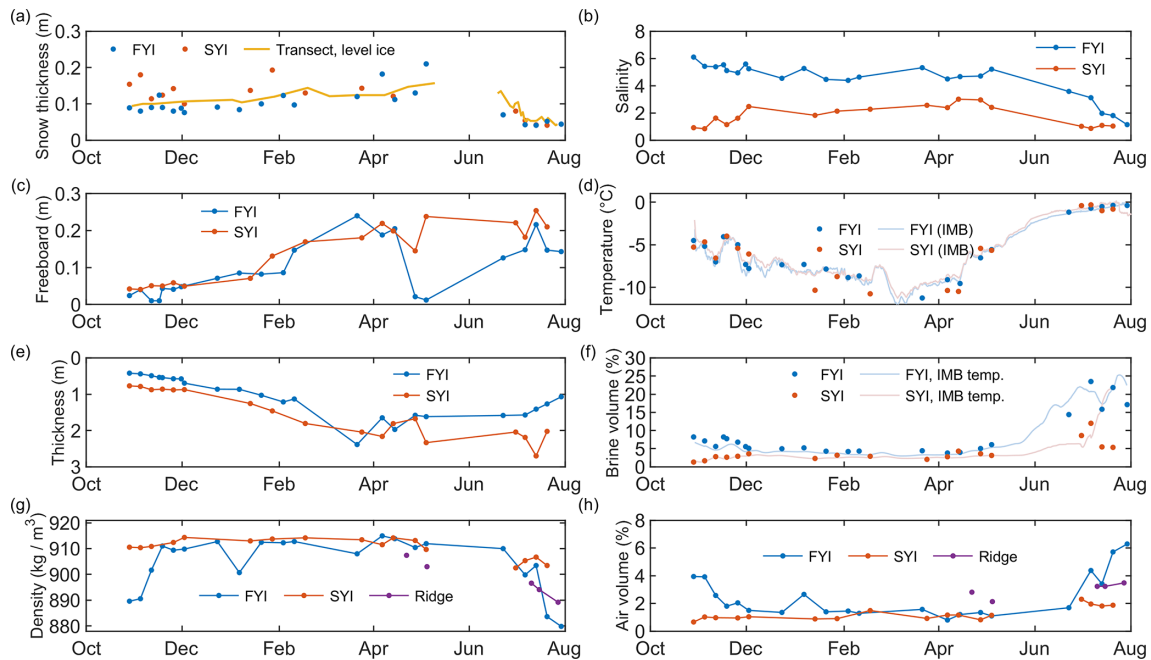 (a)
Snow thickness (m)
0.3
0.2
0.1
0
FYI
SYI
Transect, level ice
Oct
Dec
Feb
Apr
Jun
Aug
(b)
Salinity
8
6
4
2
0
FYI
SYI
Oct
Dec
Feb
Apr
Jun
Aug
(c)
Freeboard (m)
0.3
0.2
0.1
0
FYI
SYI
Oct
Dec
Feb
Apr
Jun
Aug
(d)
Temperature (°C)
0
-5
-10
FYI
FYI (IMB)
SYI
SYI (IMB)
Oct
Dec
Feb
Apr
Jun
Aug
(e)
Thickness (m)
0
1
2
3
FYI
SYI
Oct
Dec
Feb
Apr
Jun
Aug
(f)
Brine volume (%)
30
25
20
15
10
5
0
FYI
FYI, IMB temp.
SYI
SYI, IMB temp.
Oct
Dec
Feb
Apr
Jun
Aug
(g)
Density (kg / m³)
920
910
900
890
880
FYI
SYI
Ridge
Oct
Dec
Feb
Apr
Jun
Aug
(h)
Air volume (%)
8
6
4
2
0
FYI
SYI
Ridge
Oct
Dec
Feb
Apr
Jun
Aug